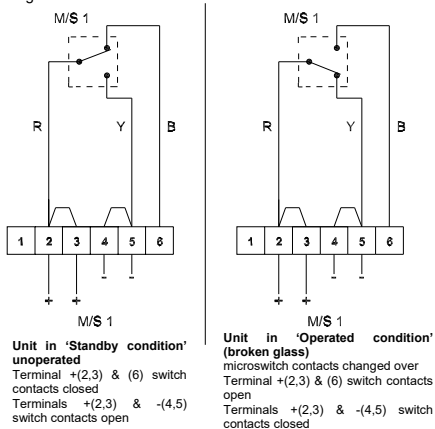 M/S 1
R
Y
B
1 2 3 4 5 6
+ + - -
M/S 1
Unit in 'Standby condition'
unoperated
Terminal +(2,3) & (6) switch
contacts closed
Terminals +(2,3) & -(4,5)
switch contacts open
M/S 1
R
Y
B
1 2 3 4 5 6
+ + - -
M/S 1
Unit in 'Operated condition'
(broken glass)
microswitch contacts changed over
Terminal +(2,3) & (6) switch contacts
open
Terminals +(2,3) & -(4,5) switch
contacts closed